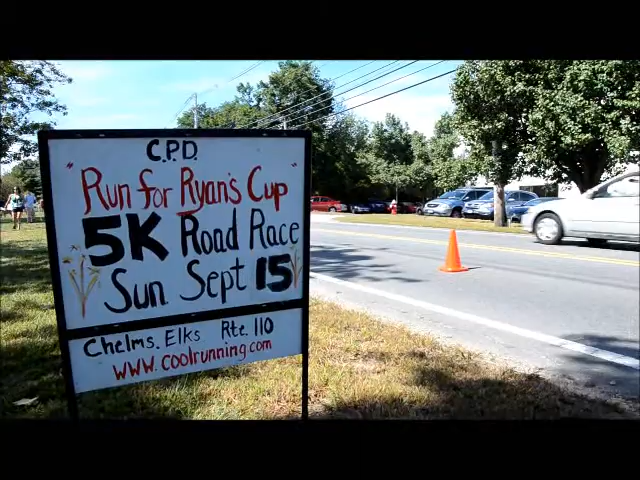 C.P.D.
"Run for Ryan's Cup"
5K Road Race
Sun Sept 15
Chelms. Elks Rte. 110
www.coolrunning.com